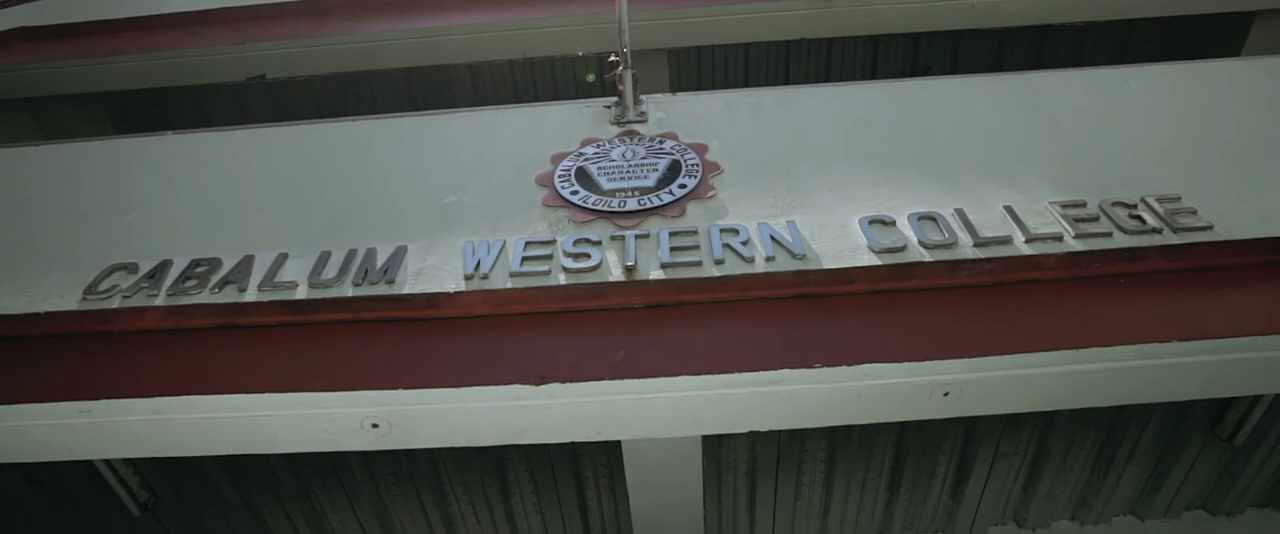 CABALUM WESTERN COLLEGE
SCHOLARSHIP
CHARACTER
SERVICE
1945
ILOILO CITY
CABALUM WESTERN COLLEGE